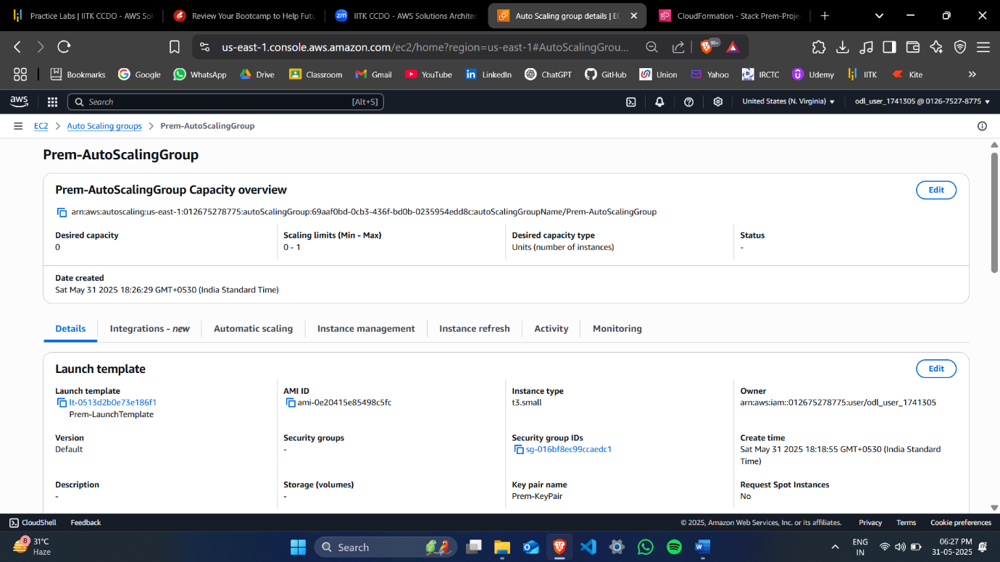 Practice Labs | IITK CCDO - AWS Sol
Review Your Bootcamp to Help Futu
zm
IITK CCDO - AWS Solutions Architec
Auto Scaling group details | EC
CloudFormation - Stack Prem-Proje
us-east-1.console.aws.amazon.com/ec2/home?region=us-east-1#AutoScalingGrou...
99+
Bookmarks
Google
WhatsApp
Drive
Classroom
Gmail
YouTube
LinkedIn
ChatGPT
GitHub
Union
Yahoo
IRCTC
Udemy
IITK
Kite
aws
Search
[Alt+S]
United States (N. Virginia)
odl_user_1741305 @ 0126-7527-8775
EC2
Auto Scaling groups
Prem-AutoScalingGroup
Prem-AutoScalingGroup
Prem-AutoScalingGroup Capacity overview
Edit
arn:aws:autoscaling:us-east-1:012675278775:autoScalingGroup:69aaf0bd-0cb3-436f-bd0b-0235954edd8c:autoScalingGroupName/Prem-AutoScalingGroup
Desired capacity
0
Scaling limits (Min - Max)
0 - 1
Desired capacity type
Units (number of instances)
Status
-
Date created
Sat May 31 2025 18:26:29 GMT+0530 (India Standard Time)
Details
Integrations - new
Automatic scaling
Instance management
Instance refresh
Activity
Monitoring
Launch template
Edit
Launch template
lt-0513d2b0e73e186f1
Prem-LaunchTemplate
AMI ID
ami-0e20415e85498c5fc
Instance type
t3.small
Owner
arn:aws:iam::012675278775:user/odl_user_1741305
Version
Default
Security groups
-
Security group IDs
sg-016bf8ec99ccaedc1
Create time
Sat May 31 2025 18:18:55 GMT+0530 (India Standard
Time)
Description
-
Storage (volumes)
-
Key pair name
Prem-KeyPair
Request Spot Instances
No
CloudShell
Feedback
© 2025, Amazon Web Services, Inc. or its affiliates.
Privacy
Terms
Cookie preferences
8
31°C
Haze
Search
ENG
IN
06:27 PM
31-05-2025